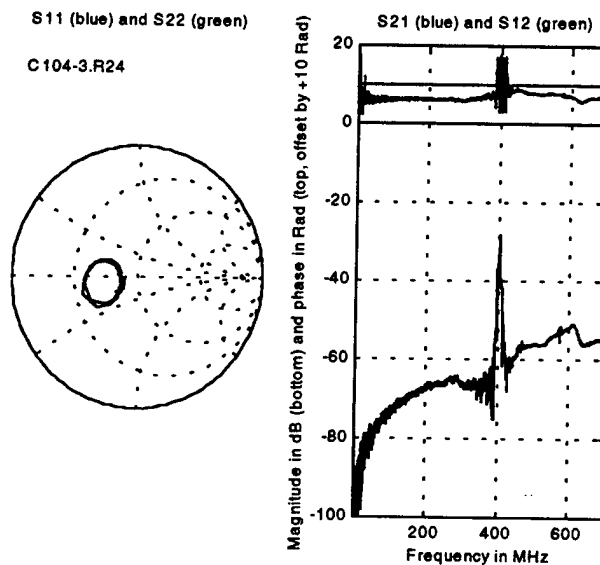 S11 (blue) and S22 (green)
C104-3.R24
S21 (blue) and S12 (green)
Magnitude in dB (bottom) and phase in Rad (top, offset by +10 Rad)
20
0
-20
-40
-60
-80
-100
200
400
600
Frequency in MHz